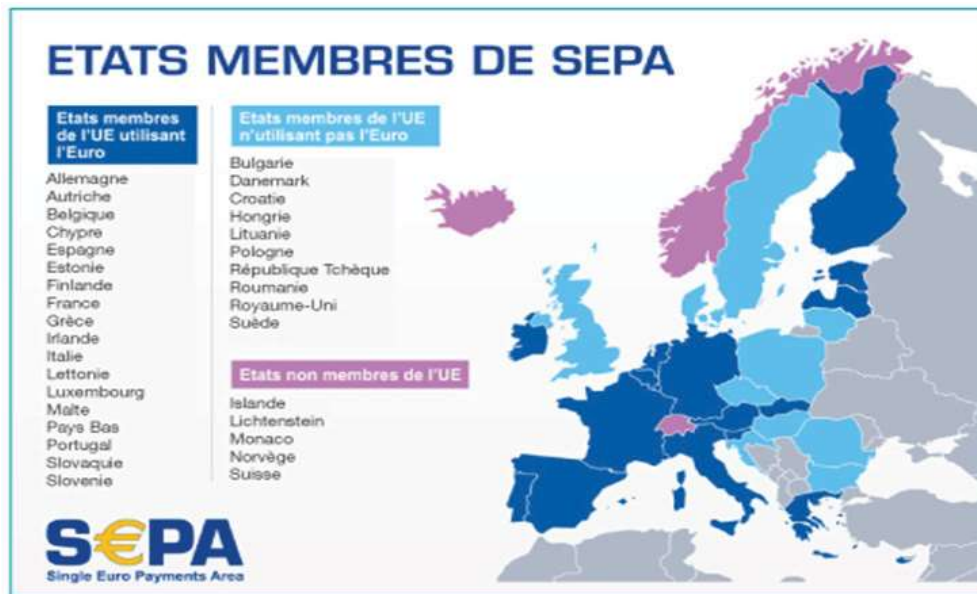 ETATS MEMBRES DE SEPA
Etats membres
de l'UE utilisant
l'Euro
Allemagne
Autriche
Belgique
Chypre
Espagne
Estonie
Finlande
France
Grèce
Irlande
Italie
Lettonie
Luxembourg
Malte
Pays Bas
Portugal
Slovaquie
Slovenie
Etats membres de l'UE
n'utilisant pas l'Euro
Bulgarie
Danemark
Croatie
Hongrie
Lituanie
Pologne
République Tchèque
Roumanie
Royaume-Uni
Suède
Etats non membres de l'UE
Islande
Lichtenstein
Monaco
Norvège
Suisse
S€PA
Single Euro Payments Area